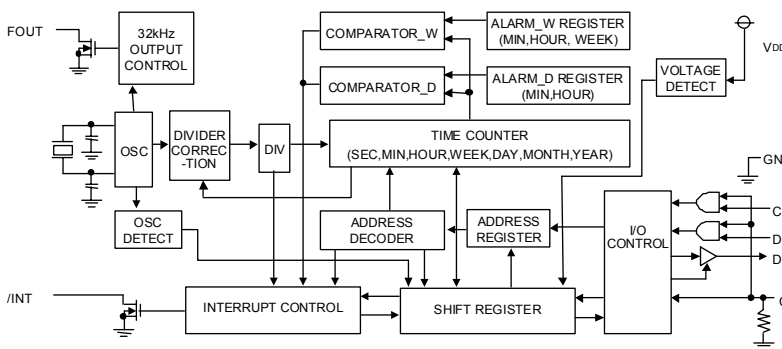 FOUT
32kHz
OUTPUT
CONTROL
COMPARATOR_W
ALARM_W REGISTER
(MIN,HOUR, WEEK)
COMPARATOR_D
ALARM_D REGISTER
(MIN,HOUR)
VOLTAGE
DETECT
VDD
OSC
DIVIDER
CORREC
-TION
DIV
TIME COUNTER
(SEC,MIN,HOUR,WEEK,DAY,MONTH,YEAR)
OSC
DETECT
ADDRESS
DECODER
ADDRESS
REGISTER
I/O
CONTROL
/INT
INTERRUPT CONTROL
SHIFT REGISTER